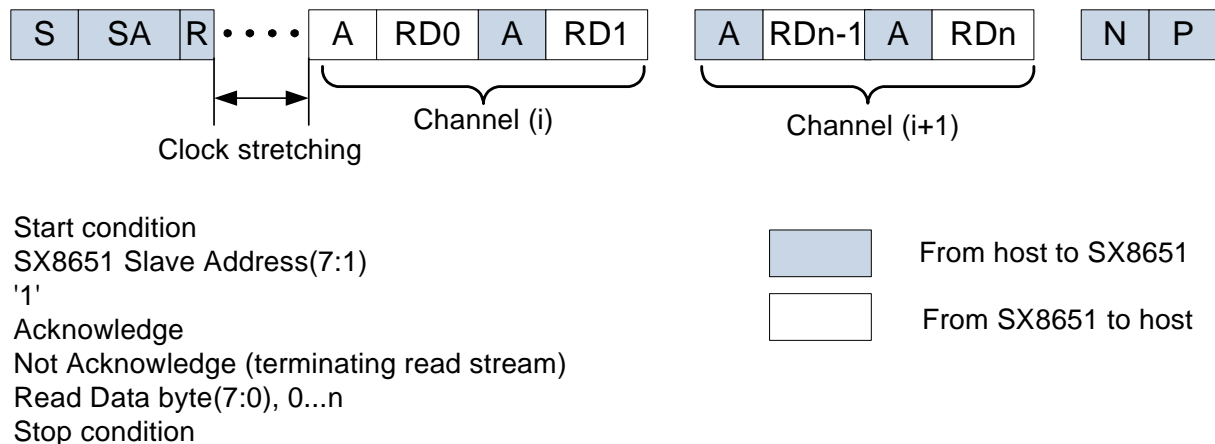 S SA R A RD0 A RD1 A RDn-1 A RDn N P
Channel (i)
Channel (i+1)
Clock stretching
Start condition
SX8651 Slave Address(7:1)
'1'
Acknowledge
Not Acknowledge (terminating read stream)
Read Data byte(7:0), 0...n
Stop condition
From host to SX8651
From SX8651 to host